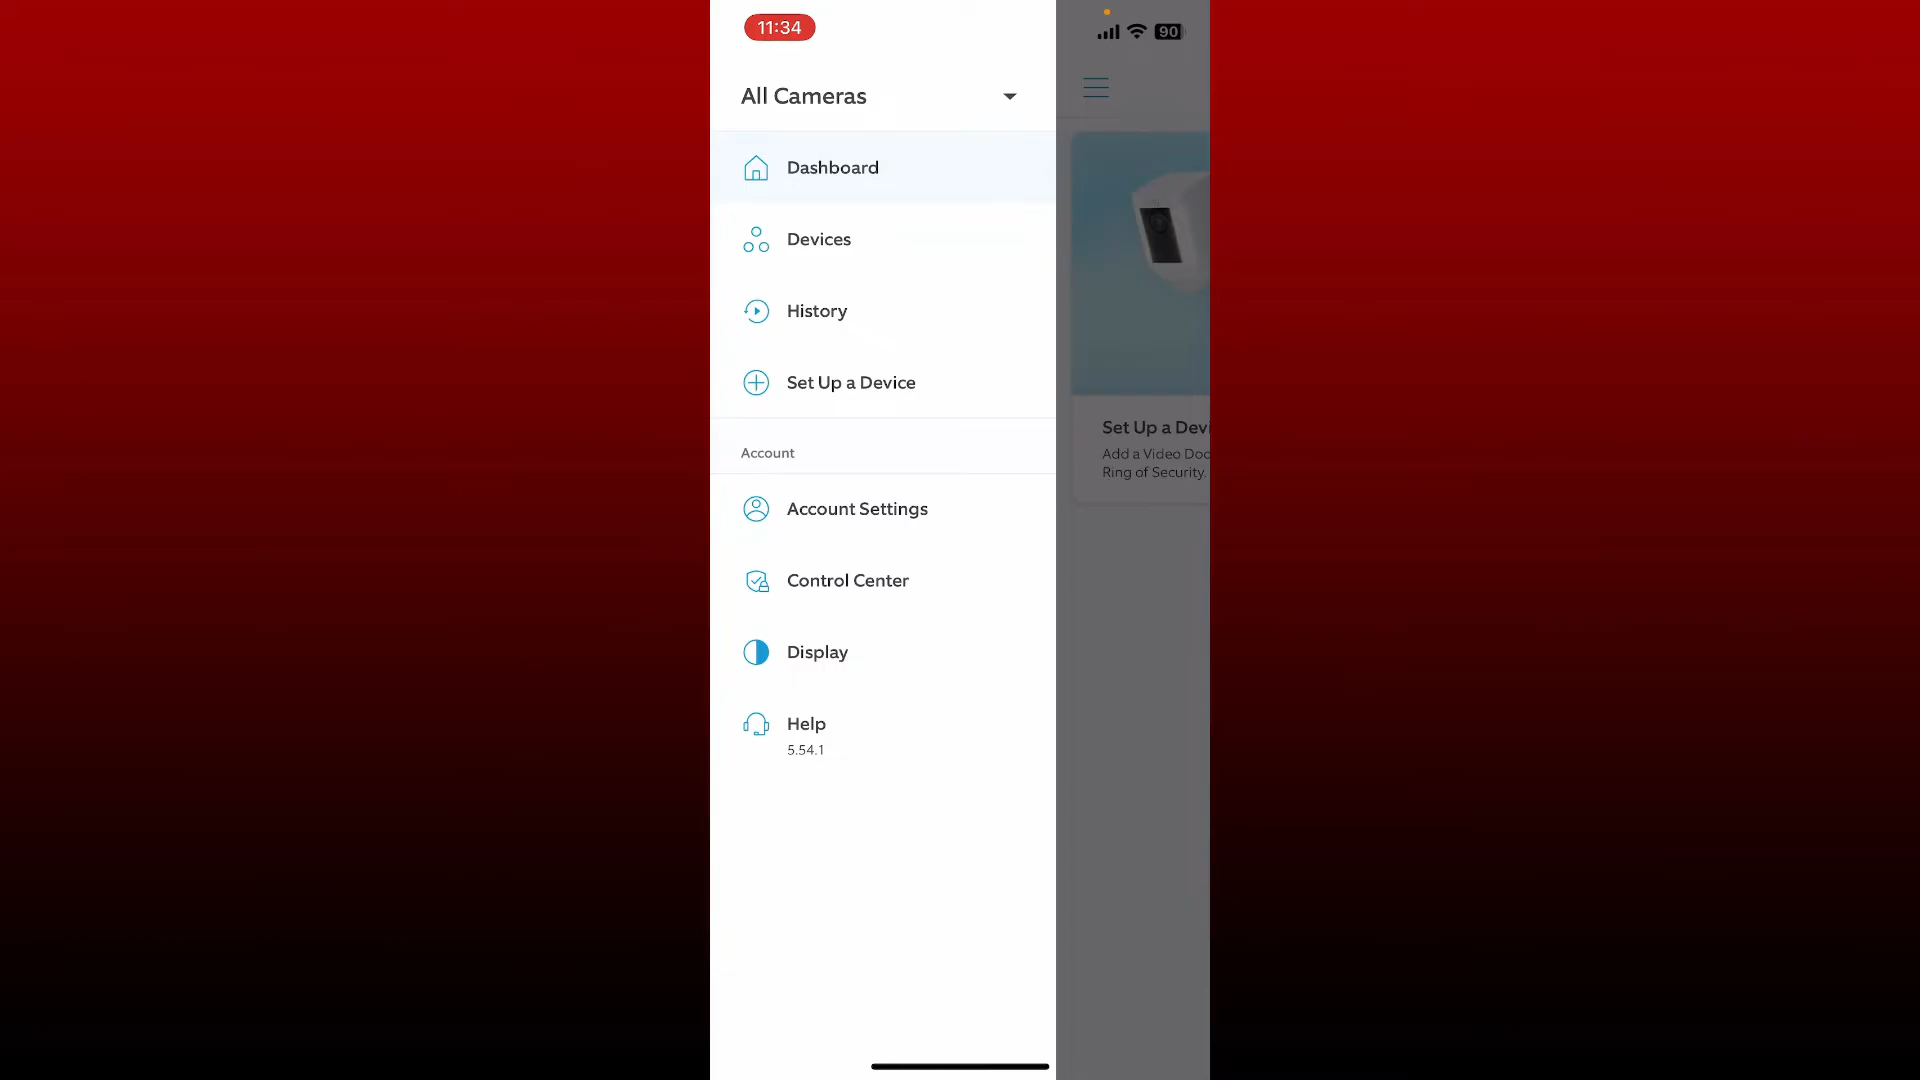 11:34
90
All Cameras
Dashboard
Devices
History
Set Up a Device
Account
Account Settings
Control Center
Display
Help
5.54.1
Set Up a Devi
Add a Video Doo
Ring of Security.